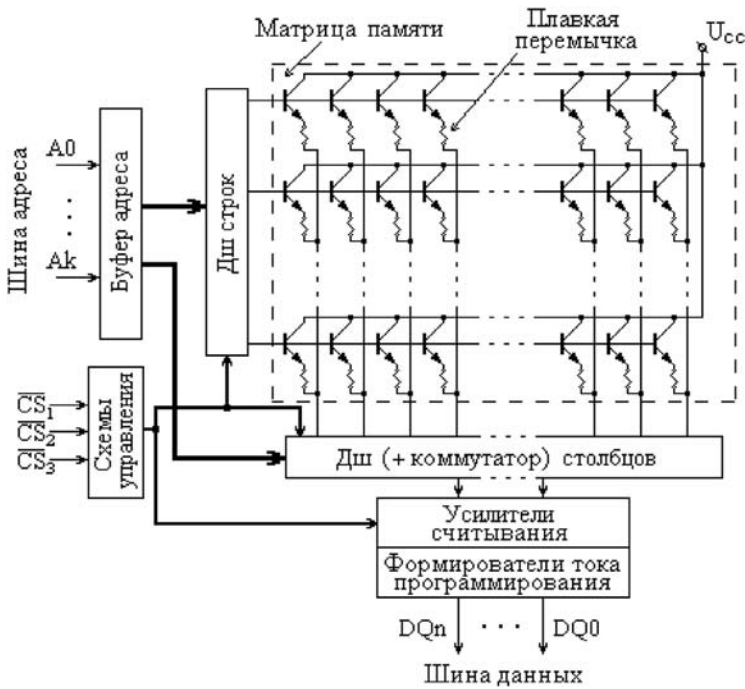 Матрица памяти
Плавкая
перемычка
Ucc
Шина адреса
A0
Ak
Буфер адреса
Дш строк
CS1
CS2
CS3
Схемы
управления
Дш (+ коммутатор) столбцов
Усилители
считывания
Формирователи тока
программирования
DQn
DQ0
Шина данных